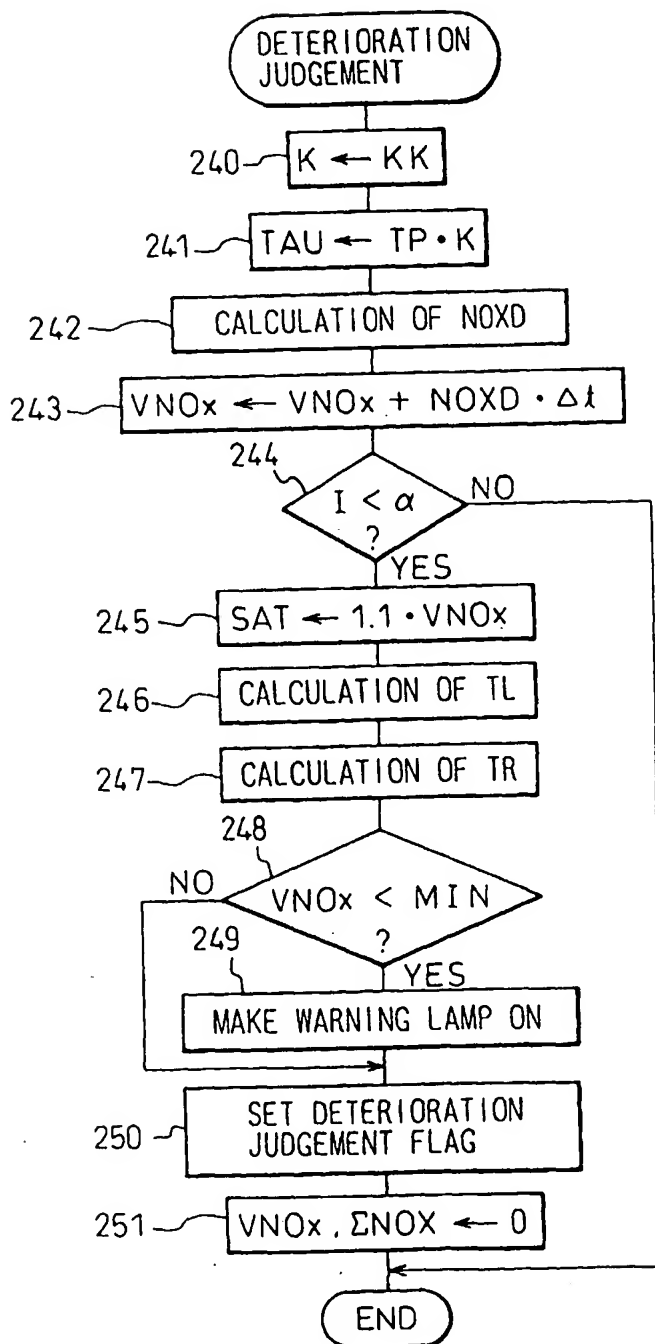 DETERIORATION
JUDGEMENT
240
K ← KK
241
TAU ← TP・K
242
CALCULATION OF NOXD
243
VNOx ← VNOx + NOXD・Δt
244
I < α
?
NO
YES
245
SAT ← 1.1・VNOx
246
CALCULATION OF TL
247
CALCULATION OF TR
248
NO
VNOx < MIN
?
249
YES
MAKE WARNING LAMP ON
250
SET DETERIORATION
JUDGEMENT FLAG
251
VNOx . ΣNOX ← 0
END